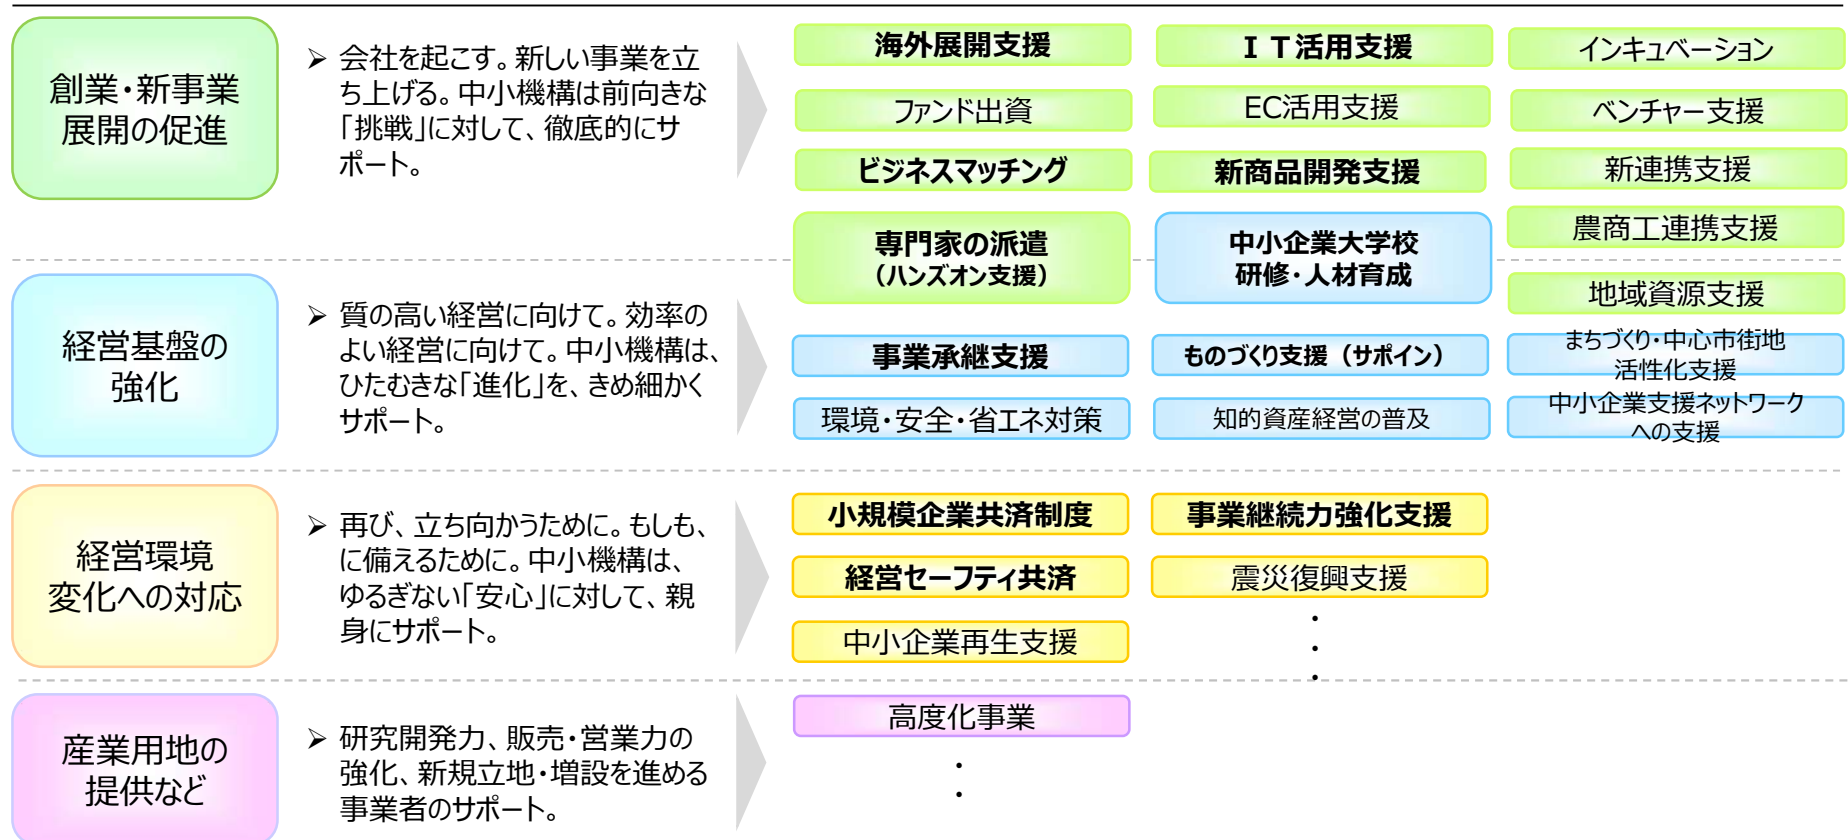 創業・新事業
展開の促進
➢ 会社を起こす。新しい事業を立
ち上げる。中小機構は前向きな
「挑戦」に対して、徹底的にサ
ポート。
海外展開支援
ＩＴ活用支援
インキュベーション
ファンド出資
EC活用支援
ベンチャー支援
ビジネスマッチング
新商品開発支援
新連携支援
専門家の派遣
（ハンズオン支援）
中小企業大学校
研修・人材育成
農商工連携支援
地域資源支援
経営基盤の
強化
➢ 質の高い経営に向けて。効率の
よい経営に向けて。中小機構は、
ひたむきな「進化」を、きめ細かく
サポート。
事業承継支援
ものづくり支援（サポイン）
まちづくり・中心市街地
活性化支援
環境・安全・省エネ対策
知的資産経営の普及
中小企業支援ネットワーク
への支援
経営環境
変化への対応
➢ 再び、立ち向かうために。もしも、
に備えるために。中小機構は、
ゆるぎない「安心」に対して、親
身にサポート。
小規模企業共済制度
事業継続力強化支援
経営セーフティ共済
震災復興支援
中小企業再生支援
・
・
・
産業用地の
提供など
➢ 研究開発力、販売・営業力の
強化、新規立地・増設を進める
事業者のサポート。
高度化事業
・
・